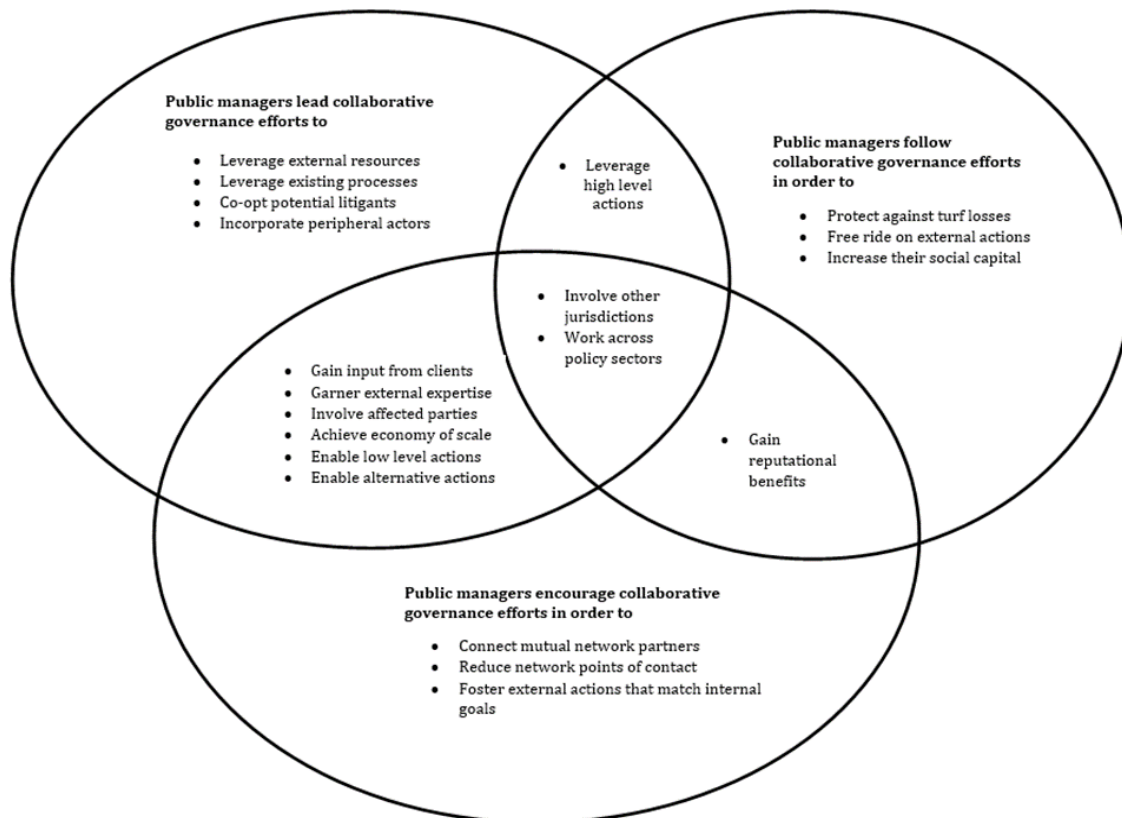 Public managers lead collaborative
governance efforts to
• Leverage external resources
• Leverage existing processes
• Co-opt potential litigants
• Incorporate peripheral actors
• Leverage
high level
actions
Public managers follow
collaborative governance efforts
in order to
• Protect against turf losses
• Free ride on external actions
• Increase their social capital
• Involve other
jurisdictions
• Work across
policy sectors
• Gain input from clients
• Garner external expertise
• Involve affected parties
• Achieve economy of scale
• Enable low level actions
• Enable alternative actions
• Gain
reputational
benefits
Public managers encourage collaborative
governance efforts in order to
• Connect mutual network partners
• Reduce network points of contact
• Foster external actions that match internal
goals